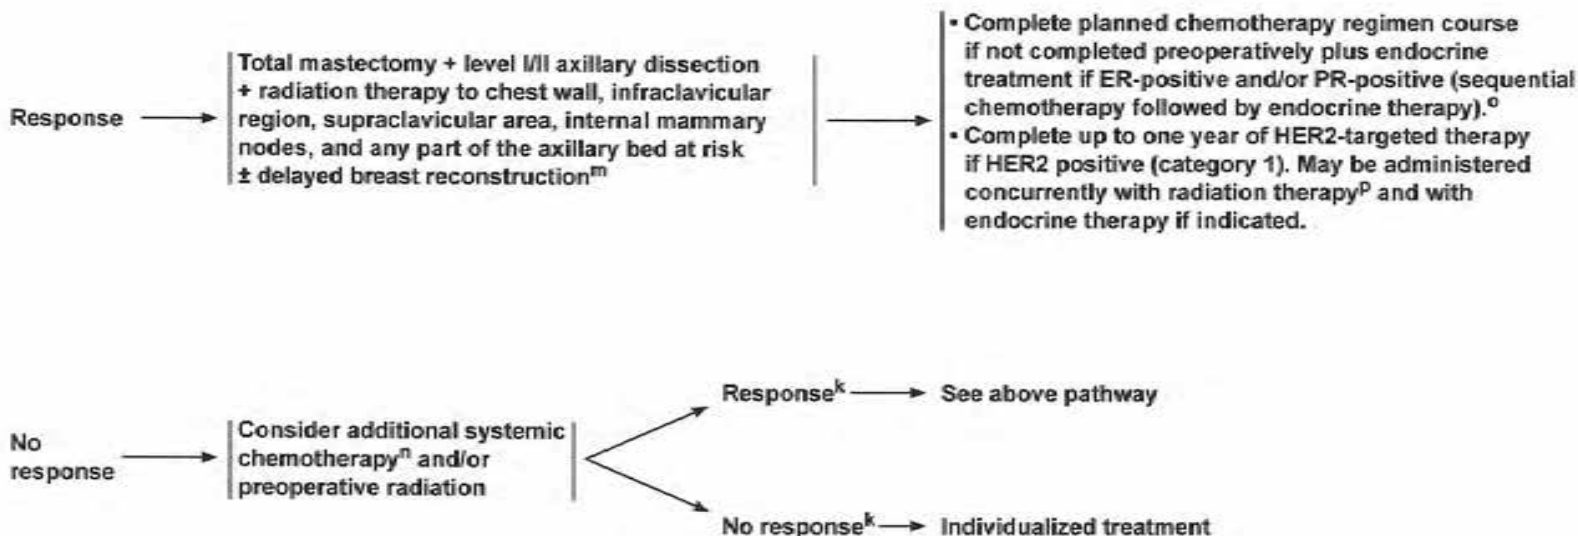 Response
Total mastectomy + level I/II axillary dissection
+ radiation therapy to chest wall, infraclavicular
region, supraclavicular area, internal mammary
nodes, and any part of the axillary bed at risk
± delayed breast reconstructionᵐ
• Complete planned chemotherapy regimen course
if not completed preoperatively plus endocrine
treatment if ER-positive and/or PR-positive (sequential
chemotherapy followed by endocrine therapy).ᵒ
• Complete up to one year of HER2-targeted therapy
if HER2 positive (category 1). May be administered
concurrently with radiation therapyᵖ and with
endocrine therapy if indicated.
No
response
Consider additional systemic
chemotherapyⁿ and/or
preoperative radiation
Responseᵏ
See above pathway
No responseᵏ
Individualized treatment